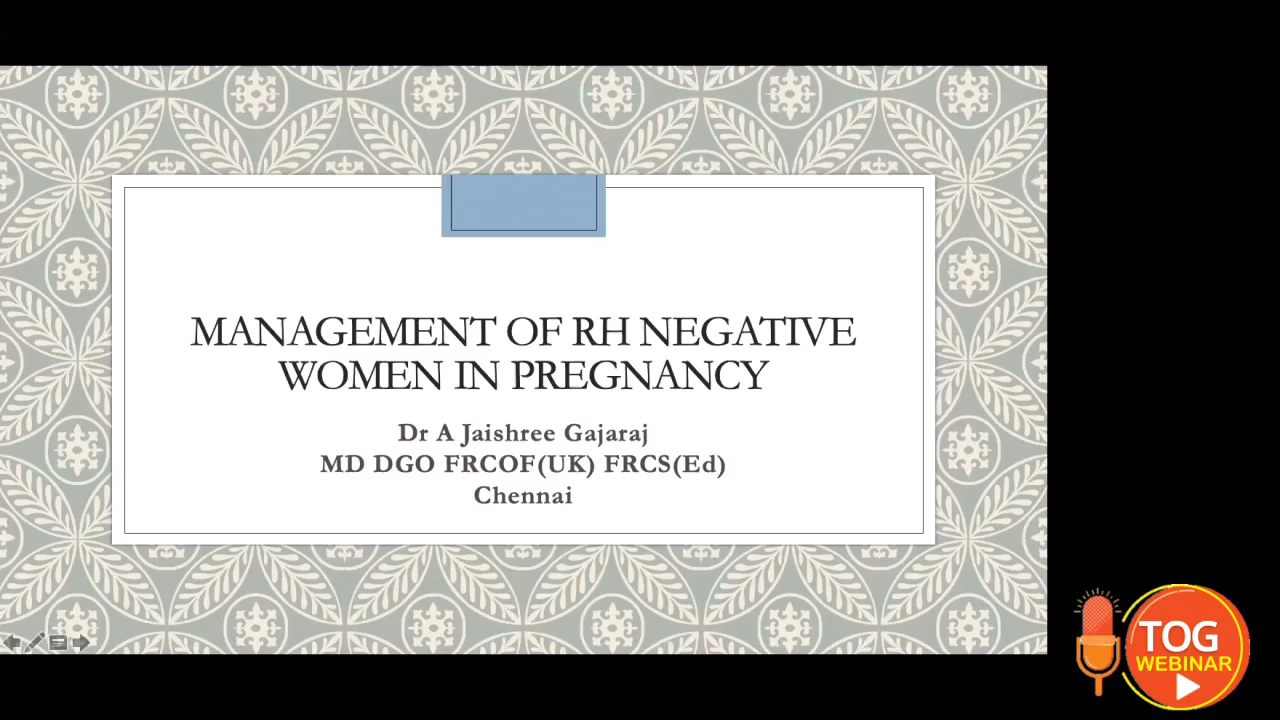 MANAGEMENT OF RH NEGATIVE
WOMEN IN PREGNANCY
Dr A Jaishree Gajaraj
MD DGO FRCOF(UK) FRCS(Ed)
Chennai
TOG
WEBINAR